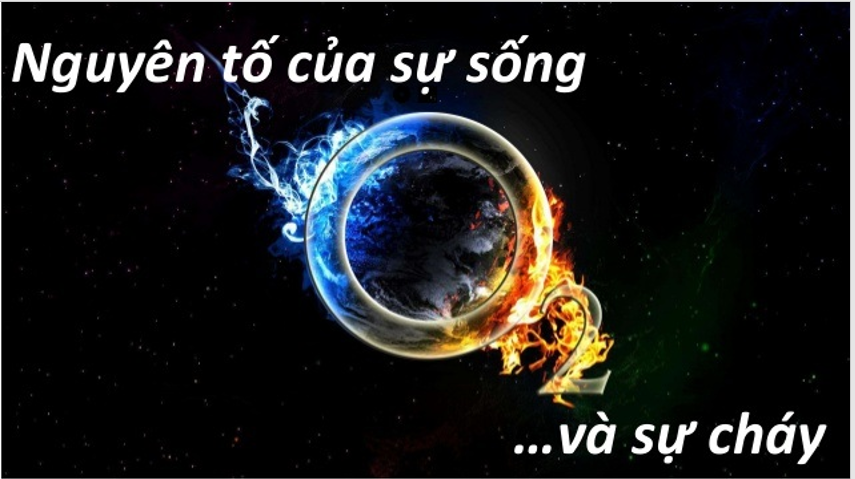 Nguyên tố của sự sống
O2
...và sự cháy